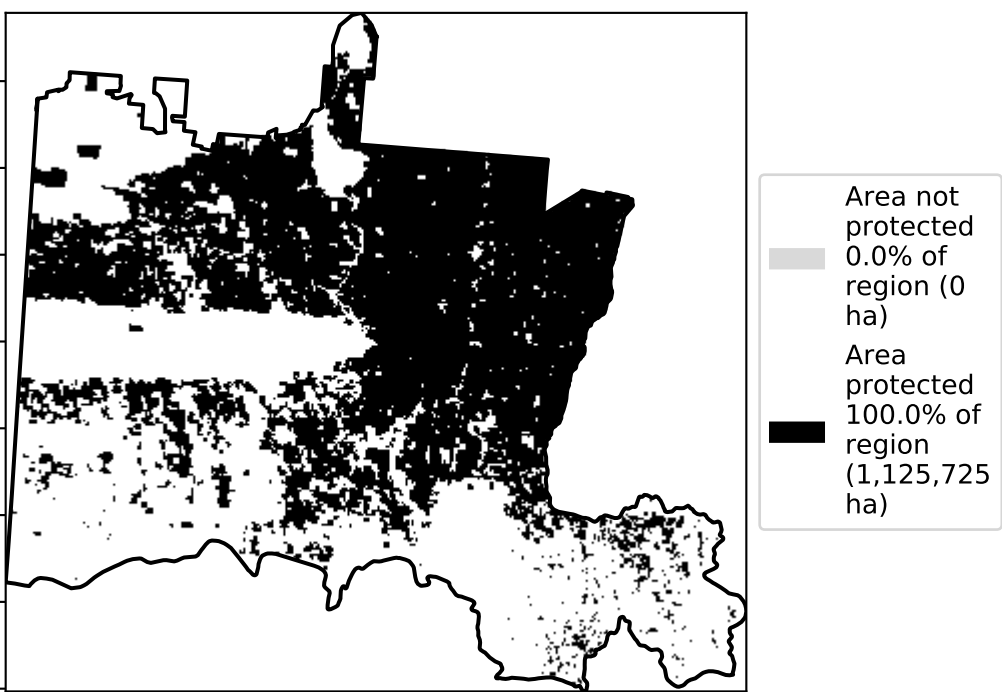 Area not
protected
0.0% of
region (0
ha)
Area
protected
100.0% of
region
(1,125,725
ha)